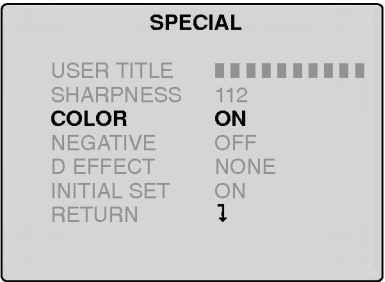 SPECIAL
USER TITLE
SHARPNESS 112
COLOR ON
NEGATIVE OFF
D EFFECT NONE
INITIAL SET ON
RETURN